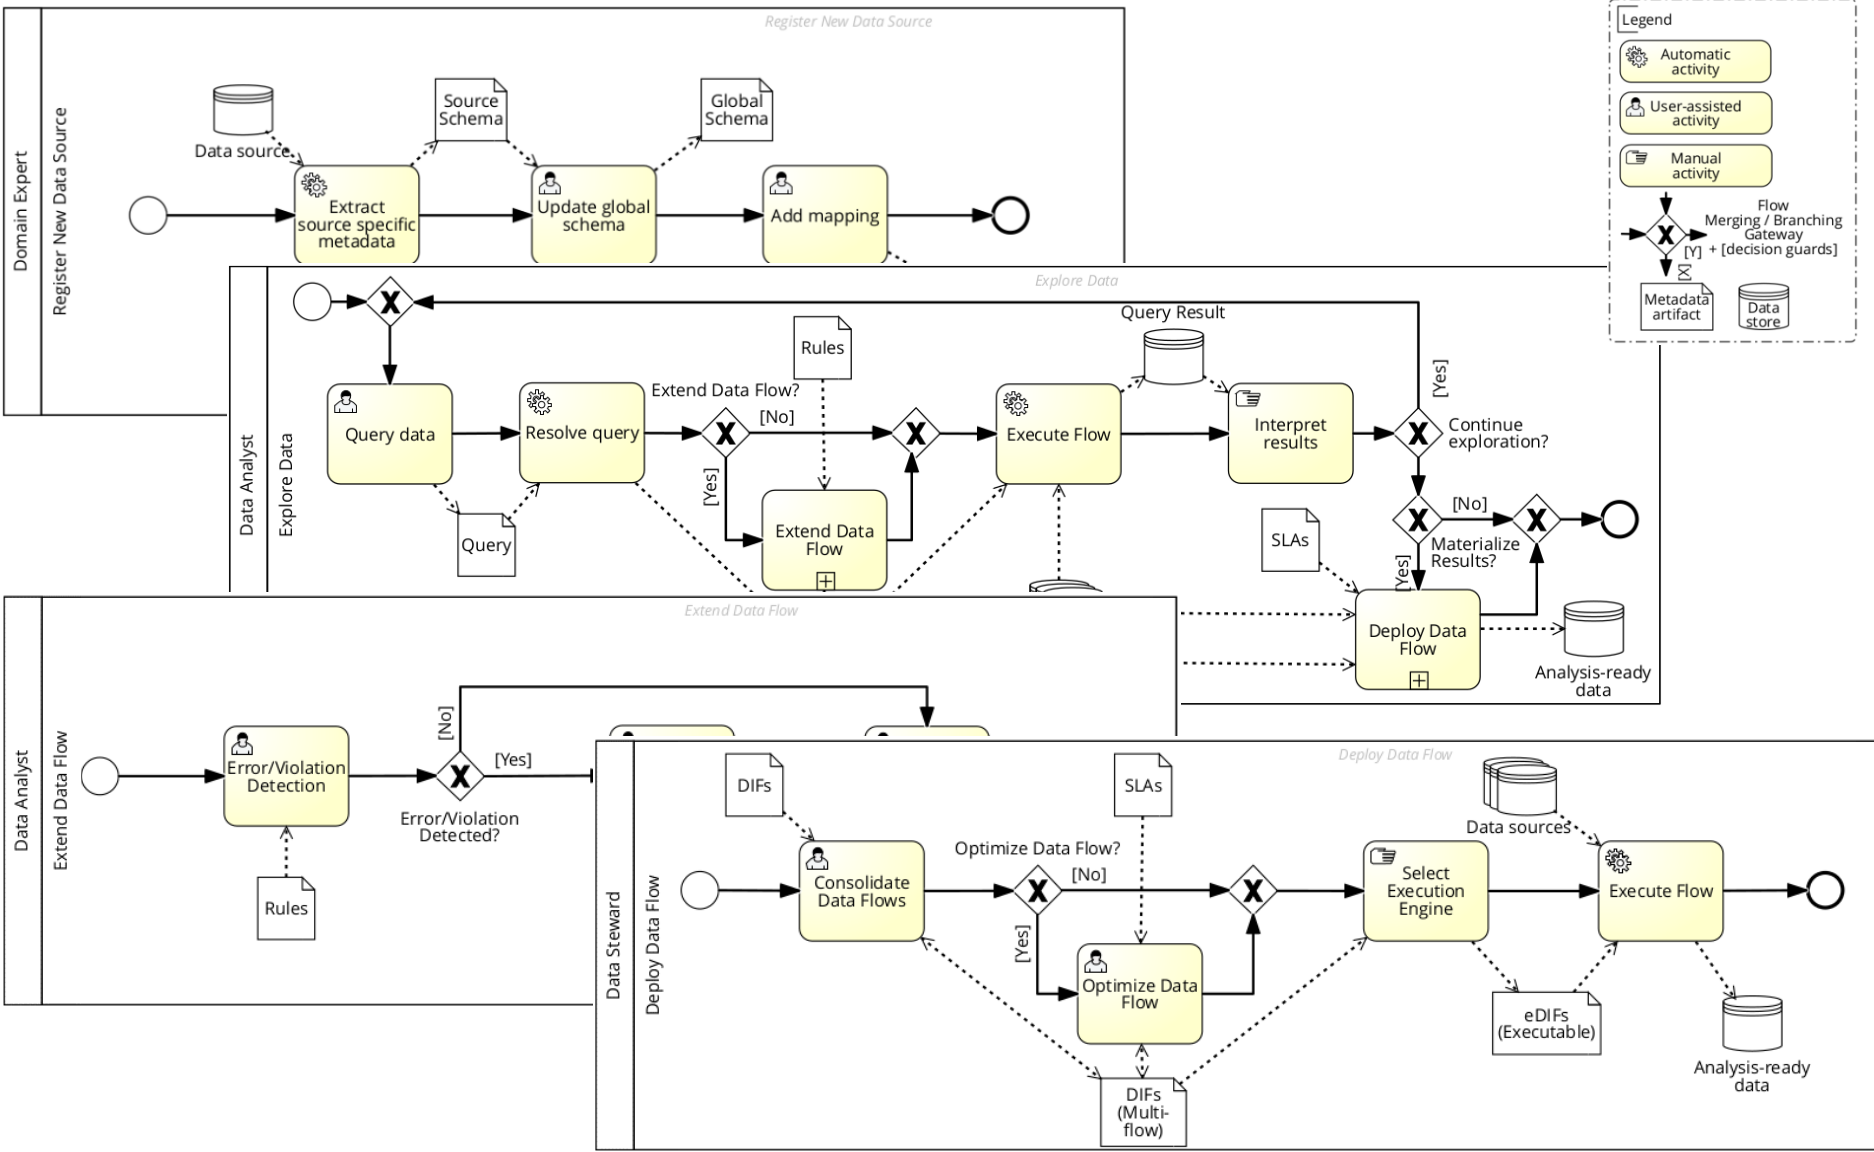 Register New Data Source
Domain Expert
Register New Data Source
Data source
Source
Schema
Global
Schema
Extract
source specific
metadata
Update global
schema
Add mapping
Legend
Automatic
activity
User-assisted
activity
Manual
activity
Flow
Merging / Branching
Gateway
+ [decision guards]
[Y]
[X]
Metadata
artifact
Data
store
Explore Data
Data Analyst
Explore Data
Query data
Query
Resolve query
Extend Data Flow?
[No]
[Yes]
Rules
Extend Data
Flow
Execute Flow
Query Result
Interpret
results
[Yes]
Continue
exploration?
[No]
Materialize
Results?
[Yes]
SLAs
Deploy Data
Flow
Analysis-ready
data
Extend Data Flow
Data Analyst
Extend Data Flow
Error/Violation
Detection
Rules
[No]
[Yes]
Error/Violation
Detected?
Deploy Data Flow
Data Steward
Deploy Data Flow
DIFs
Consolidate
Data Flows
Optimize Data Flow?
[No]
[Yes]
SLAs
Optimize Data
Flow
DIFs
(Multi-
flow)
Select
Execution
Engine
Data sources
Execute Flow
eDIFs
(Executable)
Analysis-ready
data